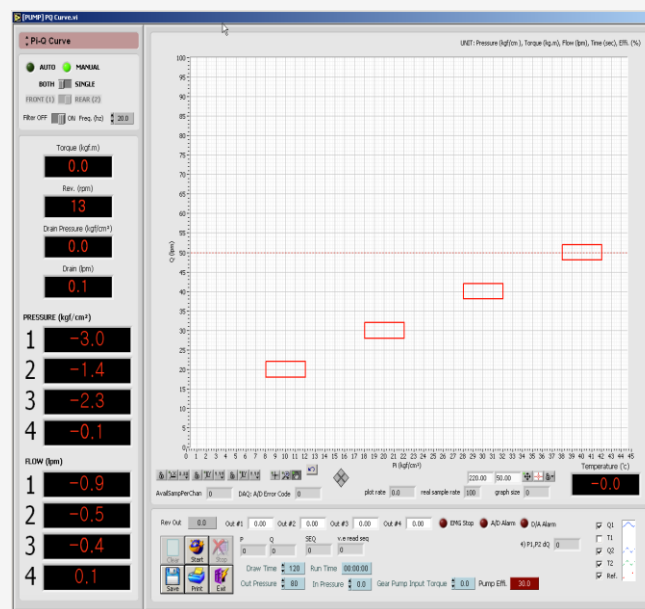 [PUMP] PQ Curve.vi
Pi-Q Curve
AUTO MANUAL
BOTH SINGLE
FRONT (1) REAR (2)
Filter OFF ON Freq. (hz) 20.0
Torque (kgf.m)
0.0
Rev. (rpm)
13
Drain Pressure (kgf/cm²)
0.0
Drain (lpm)
0.1
PRESSURE (kgf/cm²)
1 -3.0
2 -1.4
3 -2.3
4 -0.1
FLOW (lpm)
1 -0.9
2 -0.5
3 -0.4
4 0.1
UNIT: Pressure (kgf/cm²), Torque (kg.m), Flow (lpm), Time (sec), Effi. (%)
100
95
90
85
80
75
70
65
60
55
50
45
40
35
30
25
20
15
10
5
0
Q (lpm)
0 1 2 3 4 5 6 7 8 9 10 11 12 13 14 15 16 17 18 19 20 21 22 23 24 25 26 27 28 29 30 31 32 33 34 35 36 37 38 39 40 41 42 43 44 45
Pi (kgf/cm²)
220.00 50.00
Temperature (℃)
-0.0
AvailSampPerChan 0 DAQ: A/D Error Code 0 plot rate 0.0 real sample rate 100 graph size 0
Rev Out 0.0 Out #1 0.00 Out #2 0.00 Out #3 0.00 Out #4 0.00 EMG Stop A/D Alarm D/A Alarm
Clear Start Stop
P Q SEQ v.e read seq
0 0 0 0
4) P1,P2 dQ 0
Draw Time 120 Run Time 00:00:00
Save Print Exit
Out Pressure 80 In Pressure 0.0 Gear Pump Input Torque 0.0 Pump Effi. 30.0
Q1
T1
Q2
T2
Ref.